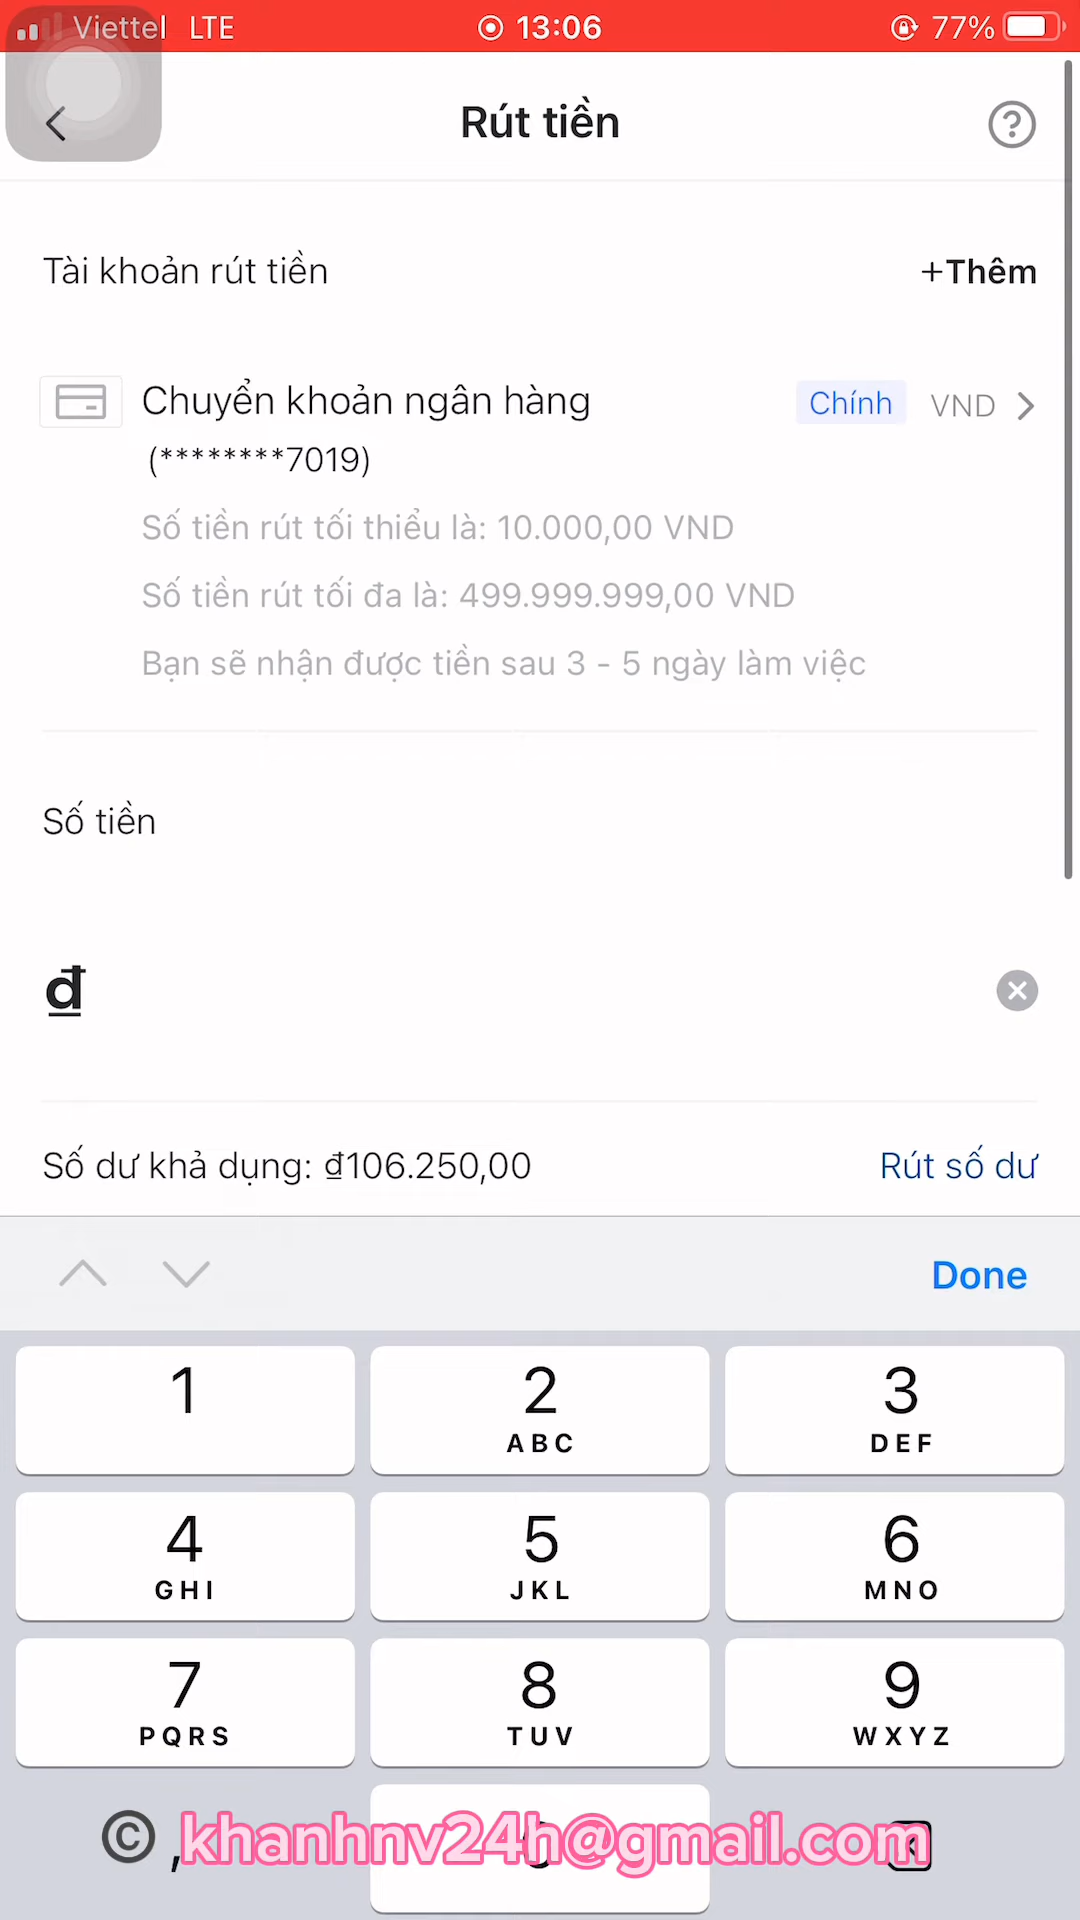 Viettel LTE 13:06 77%
Rút tiền
Tài khoản rút tiền +Thêm
Chuyển khoản ngân hàng Chính VND
(********7019)
Số tiền rút tối thiểu là: 10.000,00 VND
Số tiền rút tối đa là: 499.999.999,00 VND
Bạn sẽ nhận được tiền sau 3 - 5 ngày làm việc
Số tiền
₫
Số dư khả dụng: ₫106.250,00 Rút số dư
Done
1 2 3
ABC DEF
4 5 6
GHI JKL MNO
7 8 9
PQRS TUV WXYZ
© , khanhnv24h@gmail.com